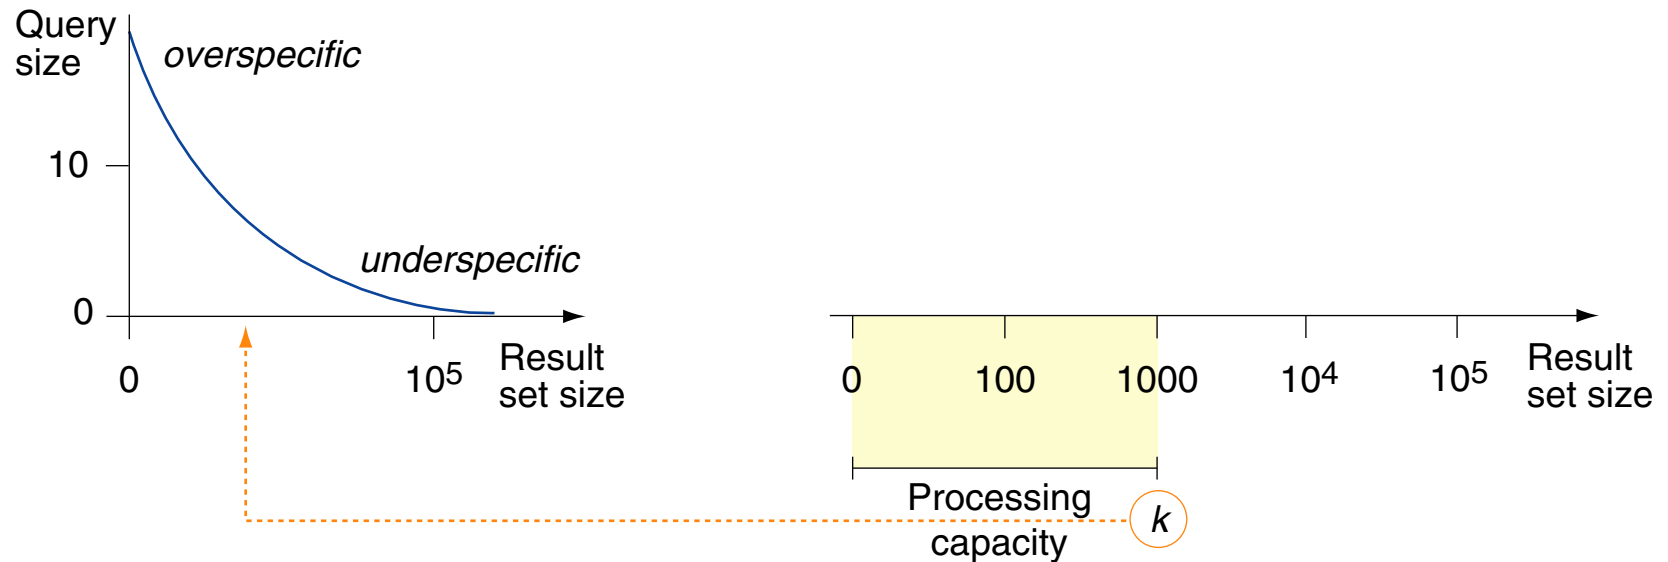 Query
size
overspecific
10
underspecific
0
0
10⁵
Result
set size
0
100
1000
10⁴
10⁵
Result
set size
Processing
capacity
k